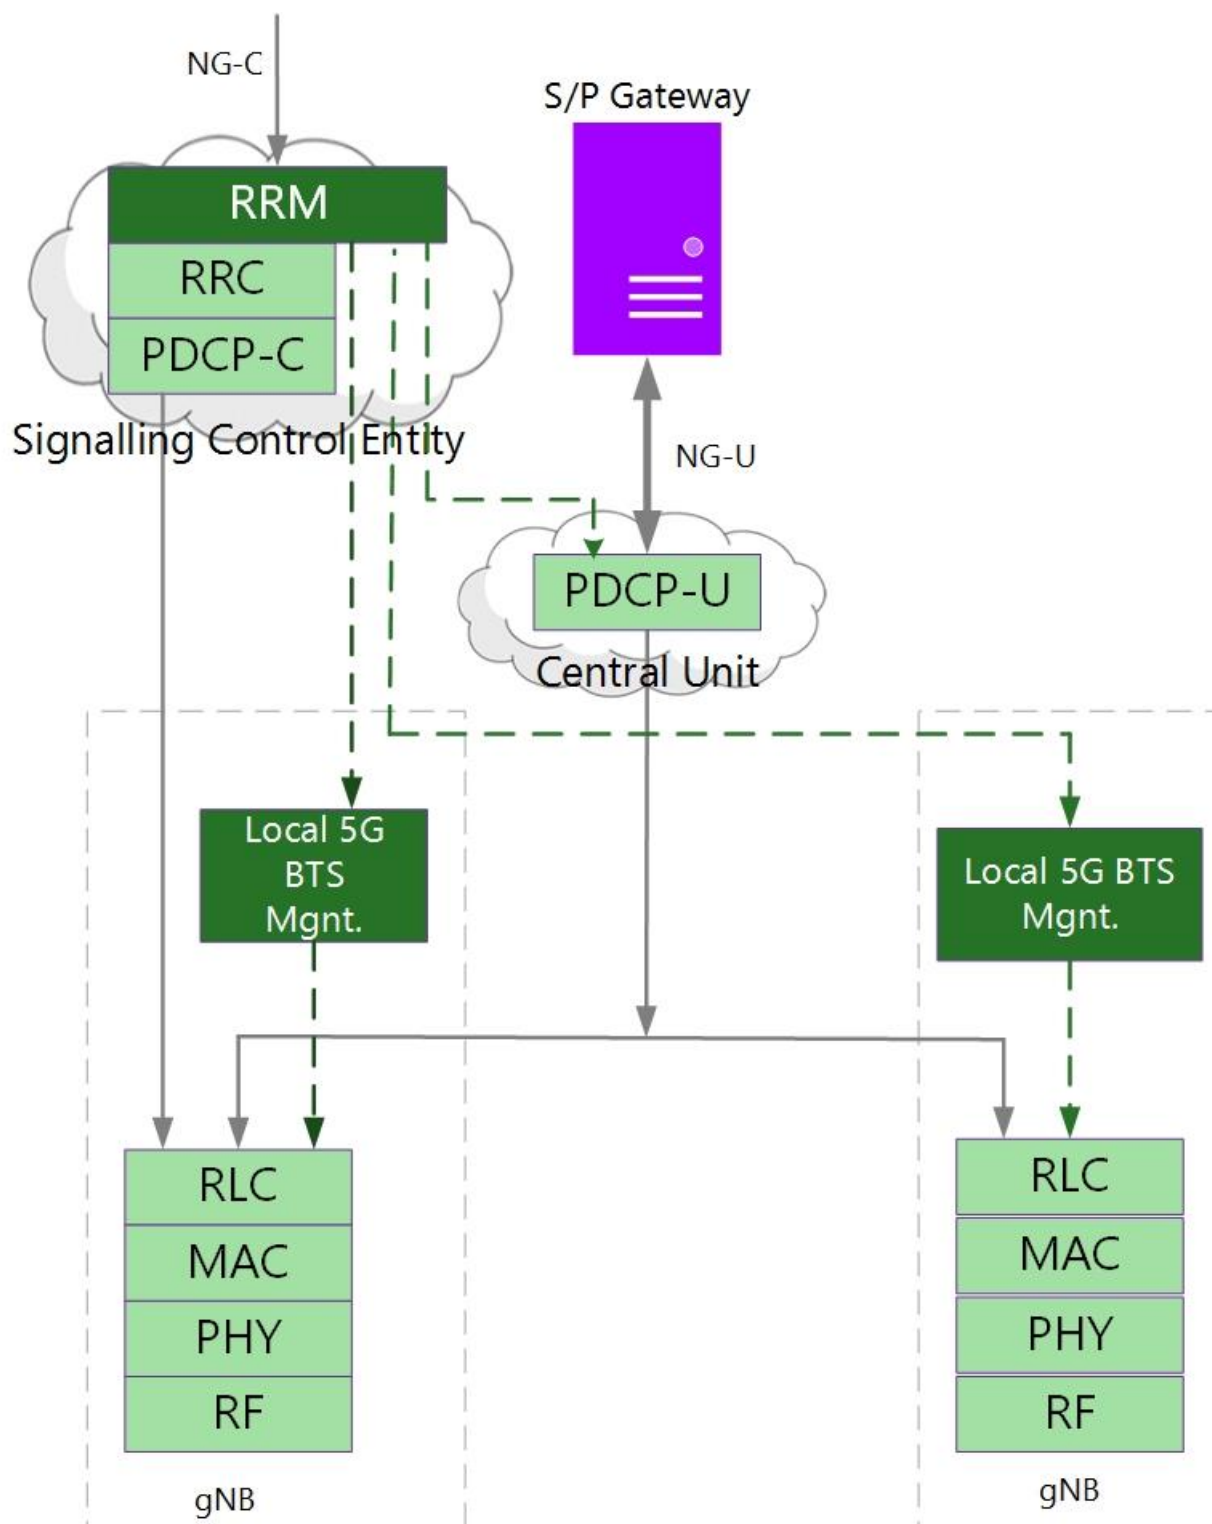 NG-C
S/P Gateway
RRM
RRC
PDCP-C
Signalling Control Entity
NG-U
PDCP-U
Central Unit
Local 5G
BTS
Mgnt.
Local 5G BTS
Mgnt.
RLC
MAC
PHY
RF
gNB
RLC
MAC
PHY
RF
gNB